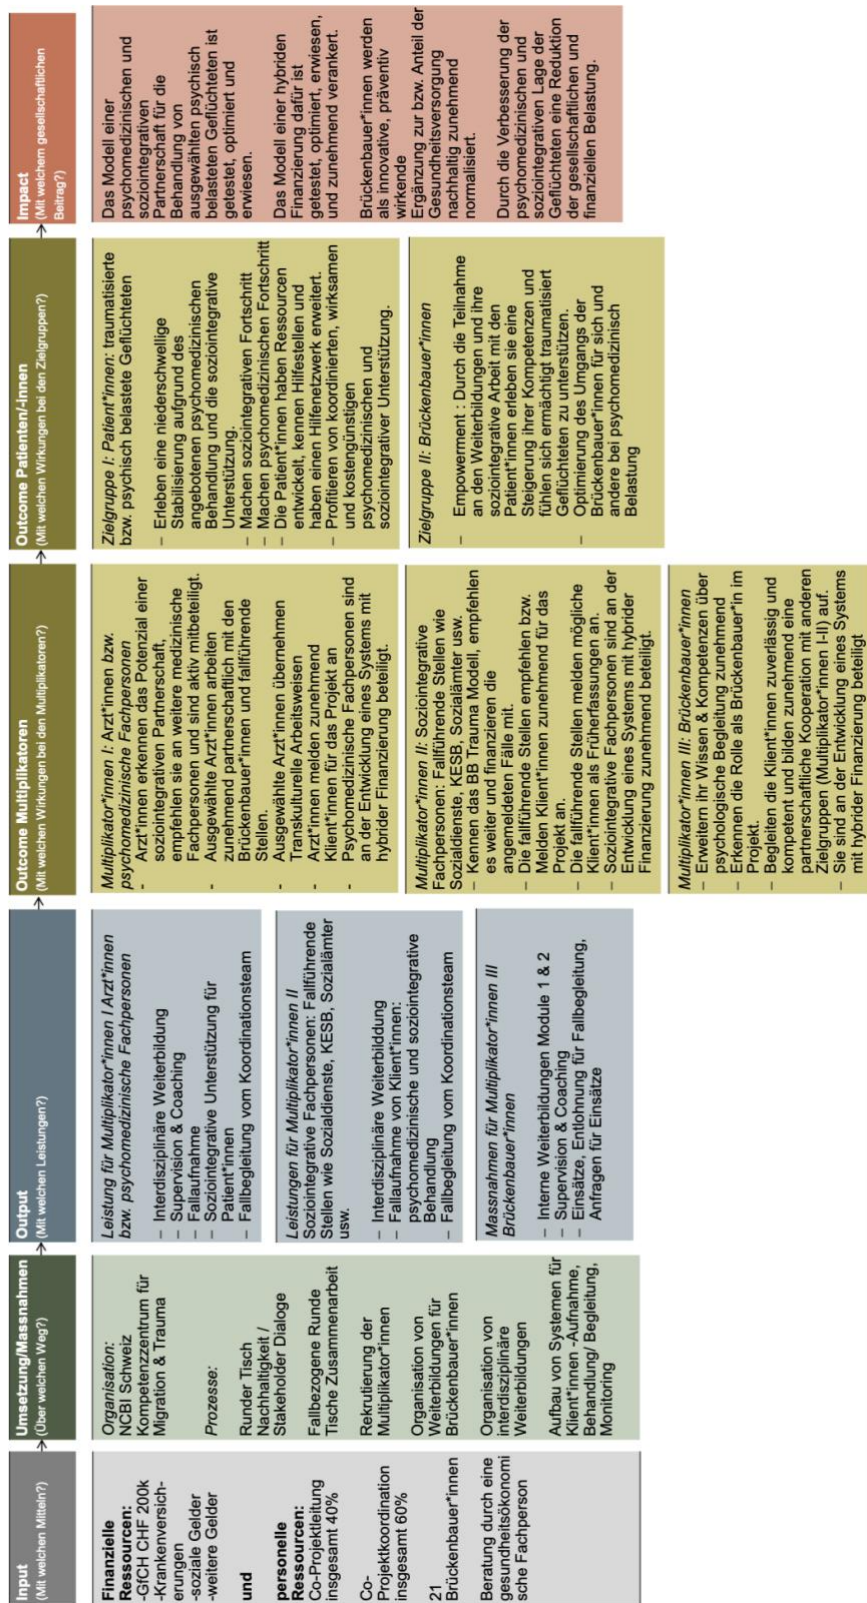 Input
(Mit welchen Mitteln?)
Finanzielle
Ressourcen:
-GfCH CHF 200k
-Krankenversich-
erungen
-soziale Gelder
-weitere Gelder
und
personelle
Ressourcen:
Co-Projektleitung
insgesamt 40%
Co-
Projektkoordination
insgesamt 60%
21
Brückenbauer*innen
Beratung durch eine
gesundheitsökonomi
sche Fachperson
Umsetzung/Massnahmen
(Über welchen Weg?)
Organisation:
NCBI Schweiz
Kompetenzzentrum für
Migration & Trauma
Prozesse:
Runder Tisch
Nachhaltigkeit /
Stakeholder Dialoge
Fallbezogene Runde
Tische Zusammenarbeit
Rekrutierung der
Multiplikator*innen
Organisation von
Weiterbildungen für
Brückenbauer*innen
Organisation von
interdisziplinäre
Weiterbildungen
Aufbau von Systemen für
Klient*innen -Aufnahme,
Behandlung/ Begleitung,
Monitoring
Output
(Mit welchen Leistungen?)
Leistung für Multiplikator*innen I Arzt*innen
bzw. psychomedizinische Fachpersonen
– Interdisziplinäre Weiterbildung
– Supervision & Coaching
– Fallaufnahme
– Soziointegrative Unterstützung für
Patient*innen
– Fallbegleitung vom Koordinationsteam
Leistungen für Multiplikator*innen II
Soziointegrative Fachpersonen: Fallführende
Stellen wie Sozialdienste, KESB, Sozialämter
usw.
– Interdisziplinäre Weiterbilddung
– Fallaufnahme von Klient*innen:
psychomedizinische und soziointegrative
Behandlung
– Fallbegleitung vom Koordinationsteam
Massnahmen für Multiplikator*innen III
Brückenbauer*innen
– Interne Weiterbildungen Module 1 & 2
– Supervision & Coaching
– Einsätze, Entlohnung für Fallbegleitung,
Anfragen für Einsätze
Outcome Multiplikatoren
(Mit welchen Wirkungen bei den Multiplikatoren?)
Multiplikator*innen I: Arzt*innen bzw.
psychomedizinische Fachpersonen
- Arzt*innen erkennen das Potenzial einer
soziointegrativen Partnerschaft,
empfehlen sie an weitere medizinische
Fachpersonen und sind aktiv mitbeteiligt.
- Ausgewählte Arzt*innen arbeiten
zunehmend partnerschaftlich mit den
Brückenbauer*innen und fallführende
Stellen.
- Ausgewählte Arzt*innen übernehmen
Transkulturelle Arbeitsweisen
- Arzt*innen melden zunehmend
Klient*innen für das Projekt an
- Psychomedizinische Fachpersonen sind
an der Entwicklung eines Systems mit
hybrider Finanzierung beteiligt.
Multiplikator*innen II: Soziointegrative
Fachpersonen: Fallführende Stellen wie
Sozialdienste, KESB, Sozialämter usw.
– Kennen das BB Trauma Modell, empfehlen
es weiter und finanzieren die
angemeldeten Fälle mit.
– Die fallführende Stellen empfehlen bzw.
Melden Klient*innen zunehmend für das
Projekt an.
– Die fallführende Stellen melden mögliche
Klient*innen als Früherfassungen an.
– Soziointegrative Fachpersonen sind an der
Entwicklung eines Systems mit hybrider
Finanzierung zunehmend beteiligt.
Multiplikator*innen III: Brückenbauer*innen
– Erweitern ihr Wissen & Kompetenzen über
psychologische Begleitung zunehmend
– Erkennen die Rolle als Brückenbauer*in im
Projekt.
– Begleiten die Klient*innen zuverlässig und
kompetent und bilden zunehmend eine
partnerschaftliche Kooperation mit anderen
Zielgruppen (Multiplikator*innen I-II) auf.
– Sie sind an der Entwicklung eines Systems
mit hybrider Finanzierung beteiligt
Outcome Patienten/-innen
(Mit welchen Wirkungen bei den Zielgruppen?)
Zielgruppe I: Patient*innen: traumatisierte
bzw. psychisch belastete Geflüchteten
– Erleben eine niederschwellige
Stabilisierung aufgrund des
angebotenen psychomedizinischen
Behandlung und die soziointegrative
Unterstützung.
– Machen soziointegrativen Fortschritt
– Machen psychomedizinischen Fortschritt
– Die Patient*innen haben Ressourcen
entwickelt, kennen Hilfestellen und
haben einen Hilfenetzwerk erweitert.
– Profitieren von koordinierten, wirksamen
und kostengünstigen
psychomedizinischen und
soziointegrativer Unterstützung.
Zielgruppe II: Brückenbauer*innen
– Empowerment : Durch die Teilnahme
an den Weiterbildungen und ihre
soziointegrative Arbeit mit den
Patient*innen erleben sie eine
Steigerung ihrer Kompetenzen und
fühlen sich ermächtigt traumatisiert
Geflüchteten zu unterstützen.
– Optimierung des Umgangs der
Brückenbauer*innen für sich und
andere bei psychomedizinisch
Belastung
Impact
(Mit welchem gesellschaftlichen
Beitrag?)
Das Modell einer
psychomedizinischen und
soziointegrativen
Partnerschaft für die
Behandlung von
ausgewählten psychisch
belasteten Geflüchteten ist
getestet, optimiert und
erwiesen.
Das Modell einer hybriden
Finanzierung dafür ist
getestet, optimiert, erwiesen,
und zunehmend verankert.
Brückenbauer*innen werden
als innovative, präventiv
wirkende
Ergänzung zur bzw. Anteil der
Gesundheitsversorgung
nachhaltig zunehmend
normalisiert.
Durch die Verbesserung der
psychomedizinischen und
soziointegrativen Lage der
Geflüchteten eine Reduktion
der gesellschaftlichen und
finanziellen Belastung.